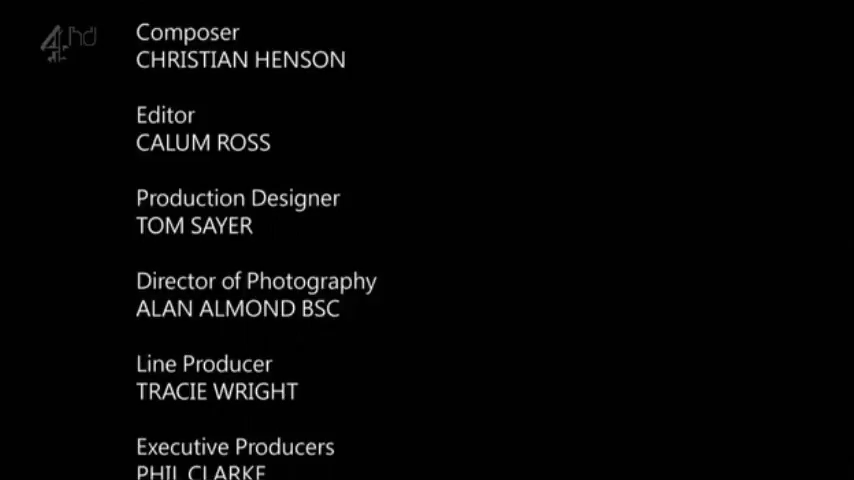 4hd
Composer
CHRISTIAN HENSON
Editor
CALUM ROSS
Production Designer
TOM SAYER
Director of Photography
ALAN ALMOND BSC
Line Producer
TRACIE WRIGHT
Executive Producers
PHIL CLARKE